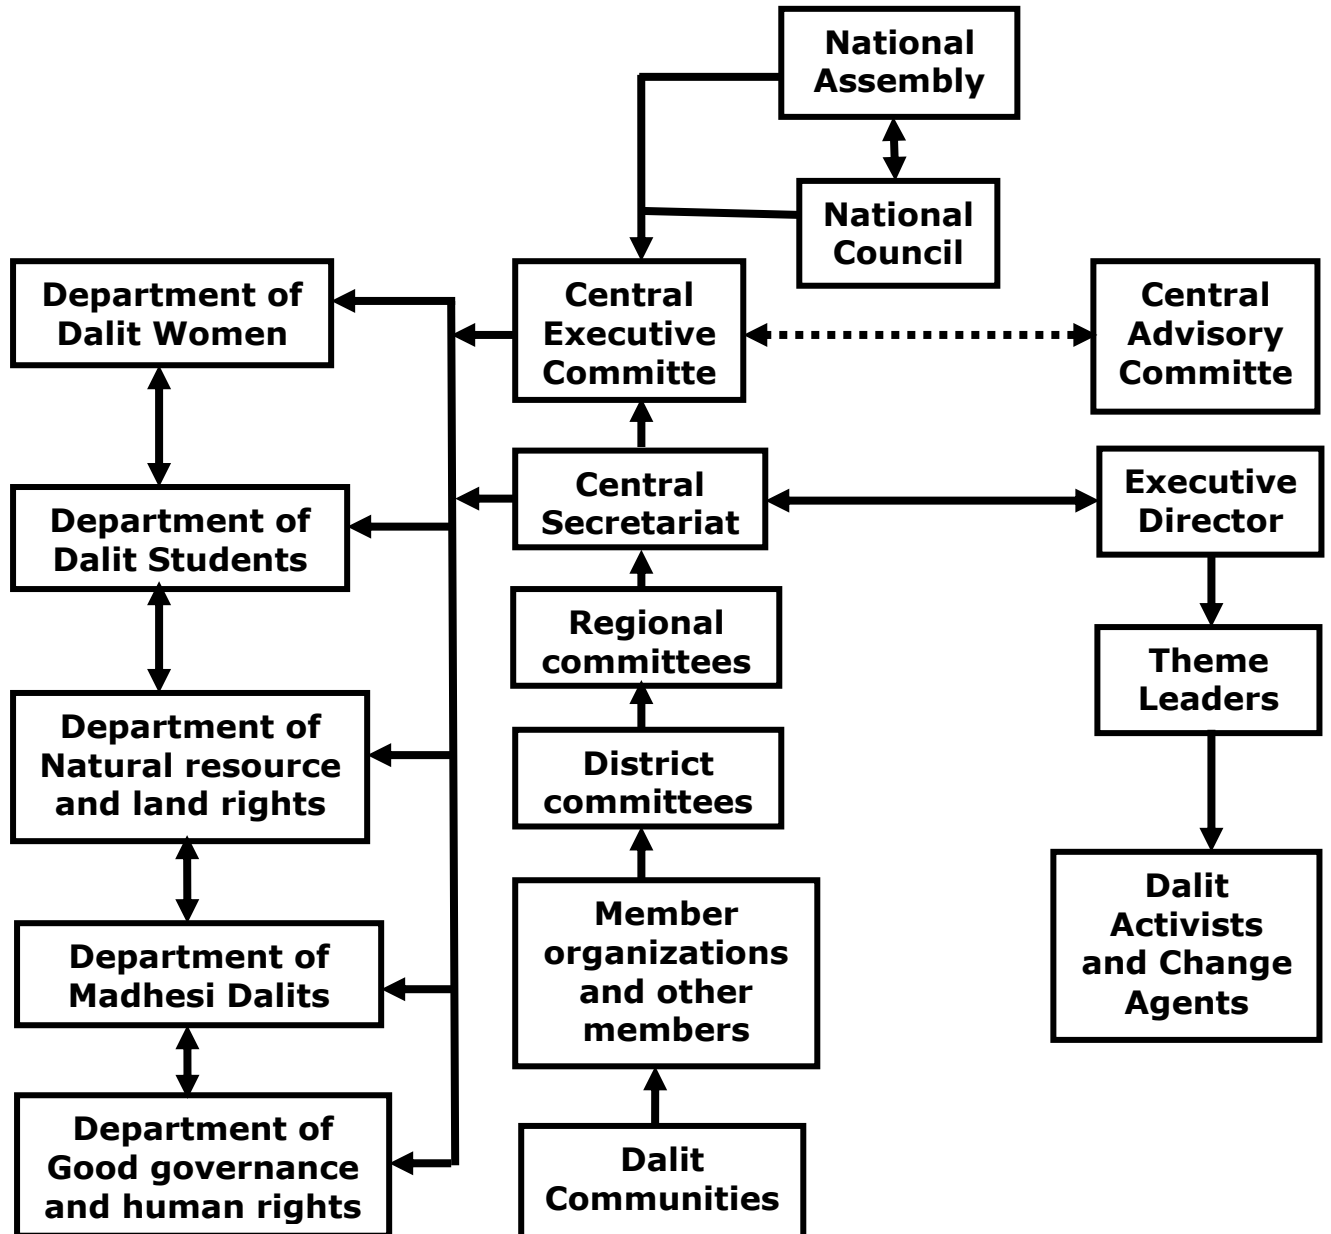 National
Assembly
National
Council
Department of
Dalit Women
Central
Executive
Committe
Central
Advisory
Committe
Department of
Dalit Students
Central
Secretariat
Executive
Director
Regional
committees
Theme
Leaders
Department of
Natural resource
and land rights
District
committees
Department of
Madhesi Dalits
Member
organizations
and other
members
Dalit
Activists
and Change
Agents
Department of
Good governance
and human rights
Dalit
Communities